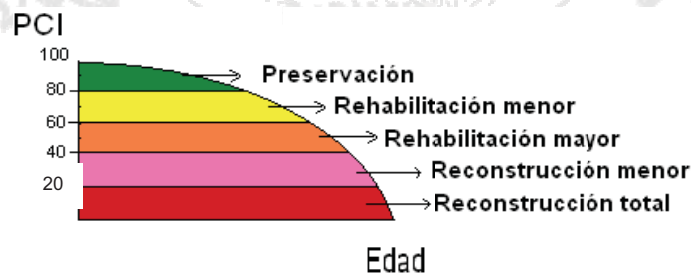 PCI
100
Preservación
80
Rehabilitación menor
60
Rehabilitación mayor
40
Reconstrucción menor
20
Reconstrucción total
Edad